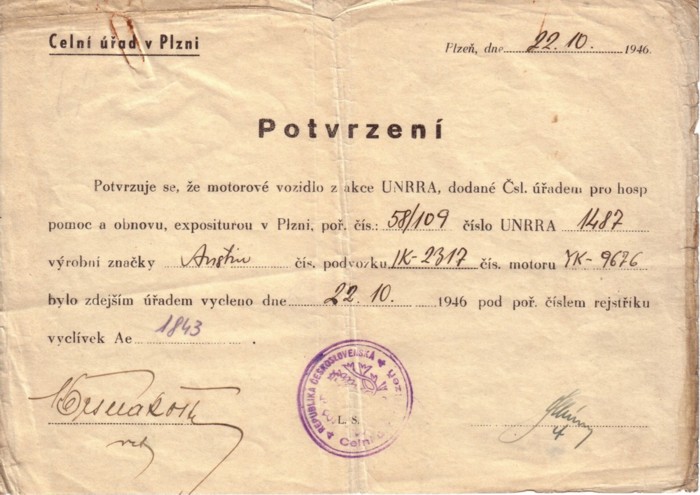 Celní úřad v Plzni
Plzeň, dne 22.10. 1946.
Potvrzení
Potvrzuje se, že motorové vozidlo z akce UNRRA, dodané Čsl. úřadem pro hosp
pomoc a obnovu, expositurou v Plzni, poř. čís.: 58/109 číslo UNRRA 1487
výrobní značky Austin čís. podvozku IK-2317 čís. motoru YK-9676
bylo zdejším úřadem vycleno dne 22.10. 1946 pod poř. číslem rejstříku
vyclívek Ae 1843.
REPUBLIKA ČESKOSLOVENSKÁ
L. S.
Celní